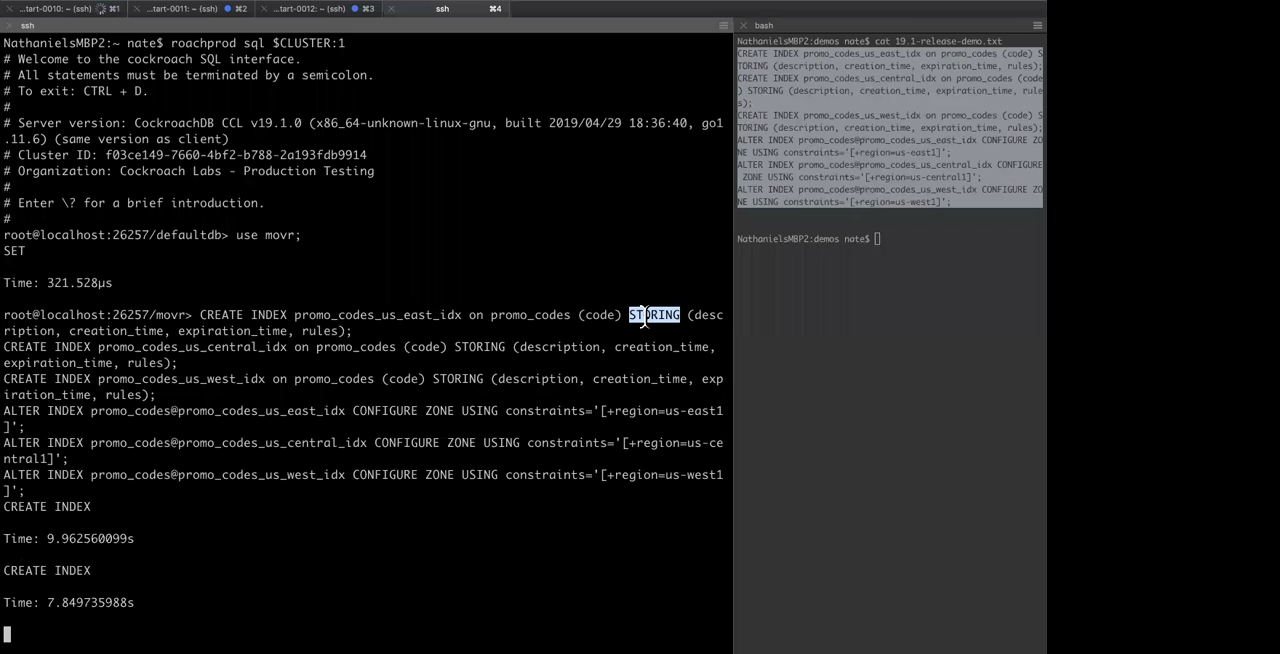 ...tart-0010: ~ (ssh) ⌘1 ...tart-0011: ~ (ssh) ⌘2 ...tart-0012: ~ (ssh) ⌘3 ssh ⌘4
ssh
NathanielsMBP2:~ nate$ roachprod sql $CLUSTER:1
# Welcome to the cockroach SQL interface.
# All statements must be terminated by a semicolon.
# To exit: CTRL + D.
#
# Server version: CockroachDB CCL v19.1.0 (x86_64-unknown-linux-gnu, built 2019/04/29 18:36:40, go1
.11.6) (same version as client)
# Cluster ID: f03ce149-7660-4bf2-b788-2a193fdb9914
# Organization: Cockroach Labs - Production Testing
#
# Enter \? for a brief introduction.
#
root@localhost:26257/defaultdb> use movr;
SET
Time: 321.528µs
root@localhost:26257/movr> CREATE INDEX promo_codes_us_east_idx on promo_codes (code) STORING (desc
ription, creation_time, expiration_time, rules);
CREATE INDEX promo_codes_us_central_idx on promo_codes (code) STORING (description, creation_time,
expiration_time, rules);
CREATE INDEX promo_codes_us_west_idx on promo_codes (code) STORING (description, creation_time, exp
iration_time, rules);
ALTER INDEX promo_codes@promo_codes_us_east_idx CONFIGURE ZONE USING constraints='[+region=us-east1
]';
ALTER INDEX promo_codes@promo_codes_us_central_idx CONFIGURE ZONE USING constraints='[+region=us-ce
ntral1]';
ALTER INDEX promo_codes@promo_codes_us_west_idx CONFIGURE ZONE USING constraints='[+region=us-west1
]';
CREATE INDEX
Time: 9.962560099s
CREATE INDEX
Time: 7.849735988s
bash
NathanielsMBP2:demos nate$ cat 19.1-release-demo.txt
CREATE INDEX promo_codes_us_east_idx on promo_codes (code) S
TORING (description, creation_time, expiration_time, rules);
CREATE INDEX promo_codes_us_central_idx on promo_codes (code
) STORING (description, creation_time, expiration_time, rule
s);
CREATE INDEX promo_codes_us_west_idx on promo_codes (code) S
TORING (description, creation_time, expiration_time, rules);
ALTER INDEX promo_codes@promo_codes_us_east_idx CONFIGURE ZO
NE USING constraints='[+region=us-east1]';
ALTER INDEX promo_codes@promo_codes_us_central_idx CONFIGURE
ZONE USING constraints='[+region=us-central1]';
ALTER INDEX promo_codes@promo_codes_us_west_idx CONFIGURE ZO
NE USING constraints='[+region=us-west1]';
NathanielsMBP2:demos nate$